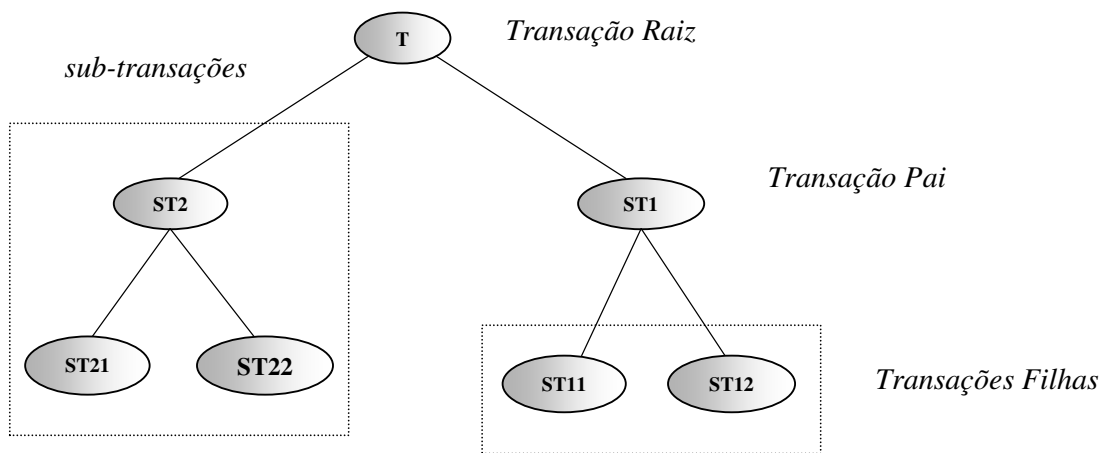 T
Transação Raiz
sub-transações
ST2
ST1
Transação Pai
ST21
ST22
ST11
ST12
Transações Filhas